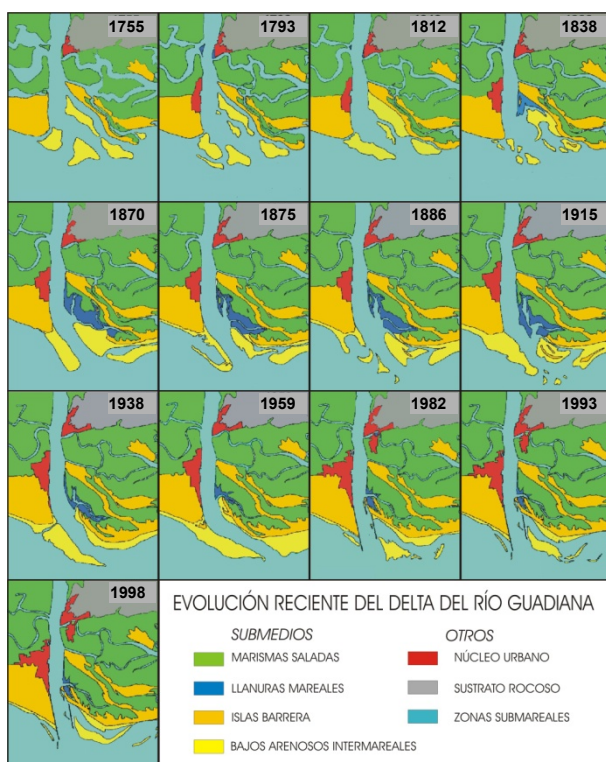 1755
1793
1812
1838
1870
1875
1886
1915
1938
1959
1982
1993
1998
EVOLUCIÓN RECIENTE DEL DELTA DEL RÍO GUADIANA
SUBMEDIOS
OTROS
MARISMAS SALADAS
NÚCLEO URBANO
LLANURAS MAREALES
SUSTRATO ROCOSO
ISLAS BARRERA
ZONAS SUBMAREALES
BAJOS ARENOSOS INTERMAREALES